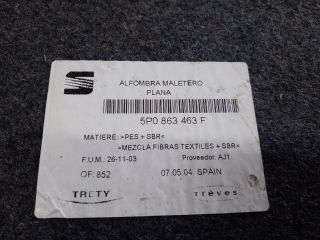 ALFOMBRA MALETERO
PLANA
5P0 863 463 F
MATIERE: >PES.+ SBR<
>MEZCLA FIBRAS TEXTILES + SBR<
F.U.M.: 26-11-03 Proveedor: AJ1
OF: 852 07.05.04 SPAIN
TRETY Trèves